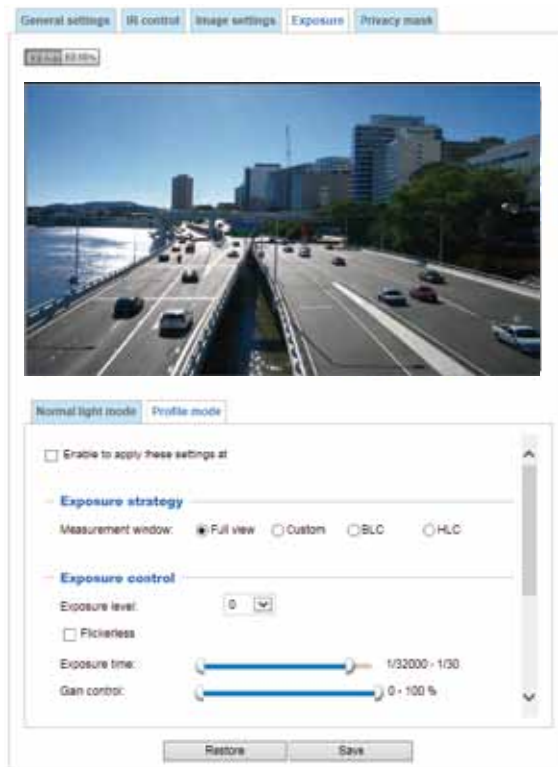 General settings IR control Image settings Exposure Privacy mask
Normal light mode Profile mode
Enable to apply these settings at
Exposure strategy
Measurement window: Full view Custom BLC HLC
Exposure control
Exposure level: 0
Flickerless
Exposure time: 1/32000 - 1/30
Gain control: 0 - 100 %
Restore Save